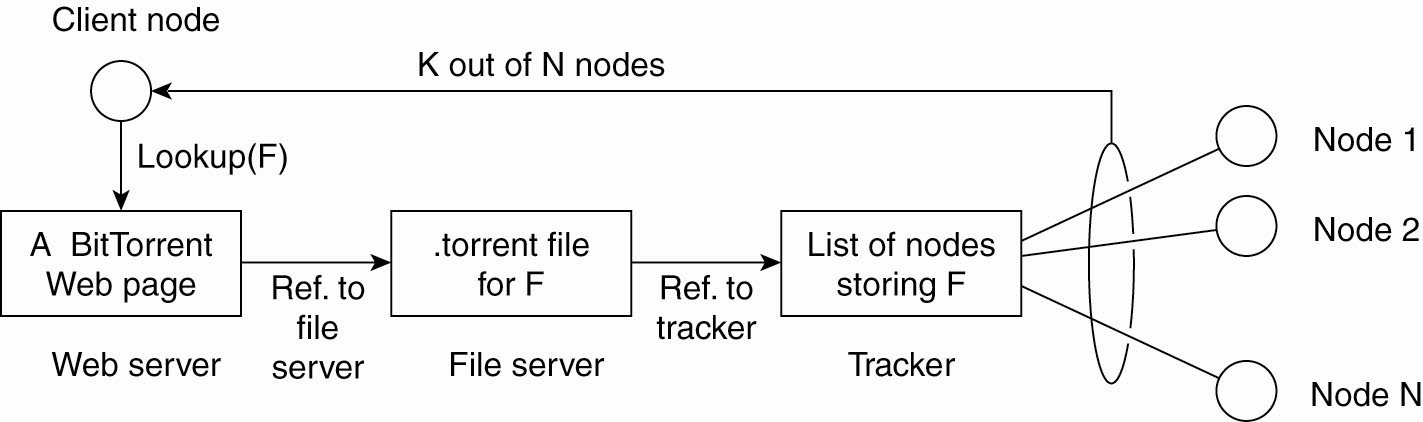 Client node
K out of N nodes
Lookup(F)
Node 1
Node 2
A BitTorrent
Web page
Ref. to
file
server
.torrent file
for F
Ref. to
tracker
List of nodes
storing F
Web server
File server
Tracker
Node N